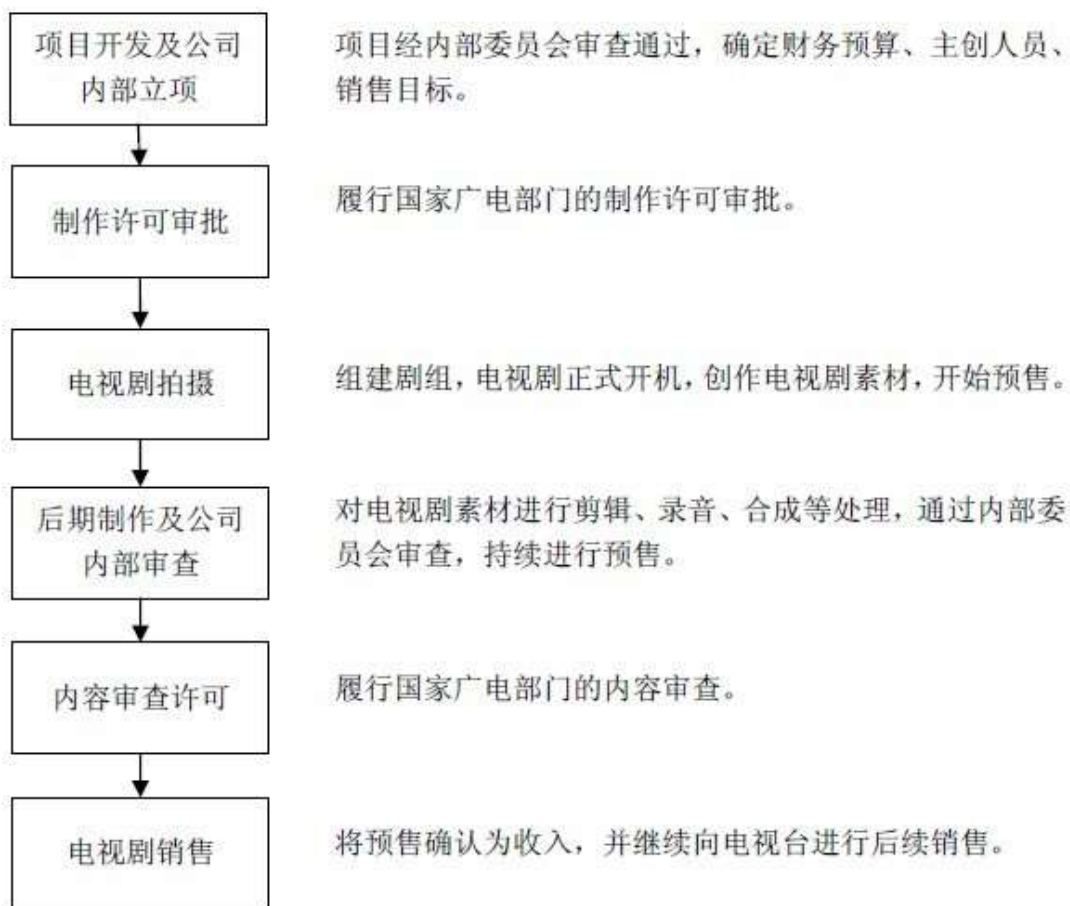 项目开发及公司
内部立项
项目经内部委员会审查通过，确定财务预算、主创人员、
销售目标。
制作许可审批
履行国家广电部门的制作许可审批。
电视剧拍摄
组建剧组，电视剧正式开机，创作电视剧素材，开始预售。
后期制作及公司
内部审查
对电视剧素材进行剪辑、录音、合成等处理，通过内部委
员会审查，持续进行预售。
内容审查许可
履行国家广电部门的内容审查。
电视剧销售
将预售确认为收入，并继续向电视台进行后续销售。